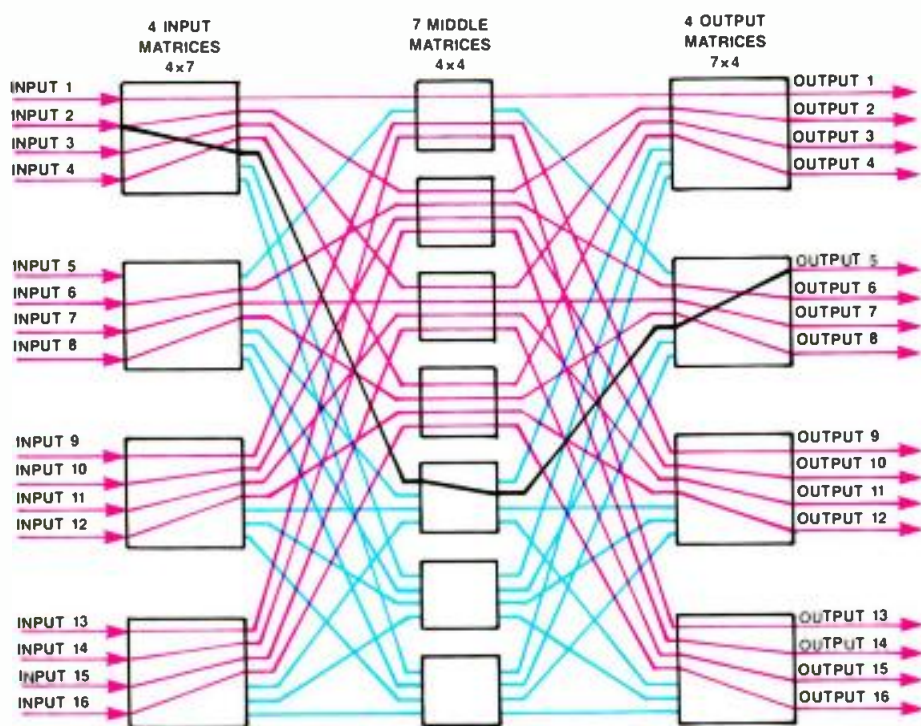 4 INPUT
MATRICES
4×7
7 MIDDLE
MATRICES
4×4
4 OUTPUT
MATRICES
7×4
INPUT 1
INPUT 2
INPUT 3
INPUT 4
INPUT 5
INPUT 6
INPUT 7
INPUT 8
INPUT 9
INPUT 10
INPUT 11
INPUT 12
INPUT 13
INPUT 14
INPUT 15
INPUT 16
OUTPUT 1
OUTPUT 2
OUTPUT 3
OUTPUT 4
OUTPUT 5
OUTPUT 6
OUTPUT 7
OUTPUT 8
OUTPUT 9
OUTPUT 10
OUTPUT 11
OUTPUT 12
OUTPUT 13
OUTPUT 14
OUTPUT 15
OUTPUT 16